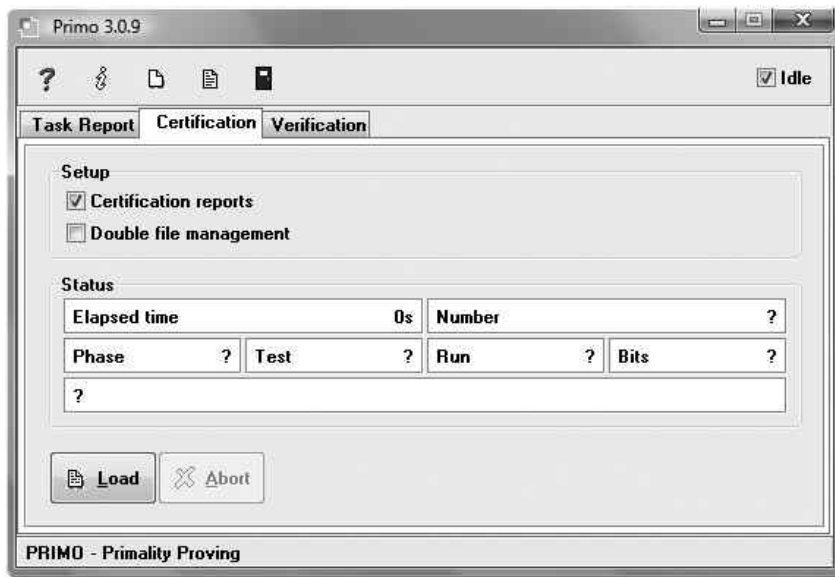 Primo 3.0.9
Idle
Task Report Certification Verification
Setup
Certification reports
Double file management
Status
Elapsed time 0s Number ?
Phase ? Test ? Run ? Bits ?
?
Load Abort
PRIMO - Primality Proving